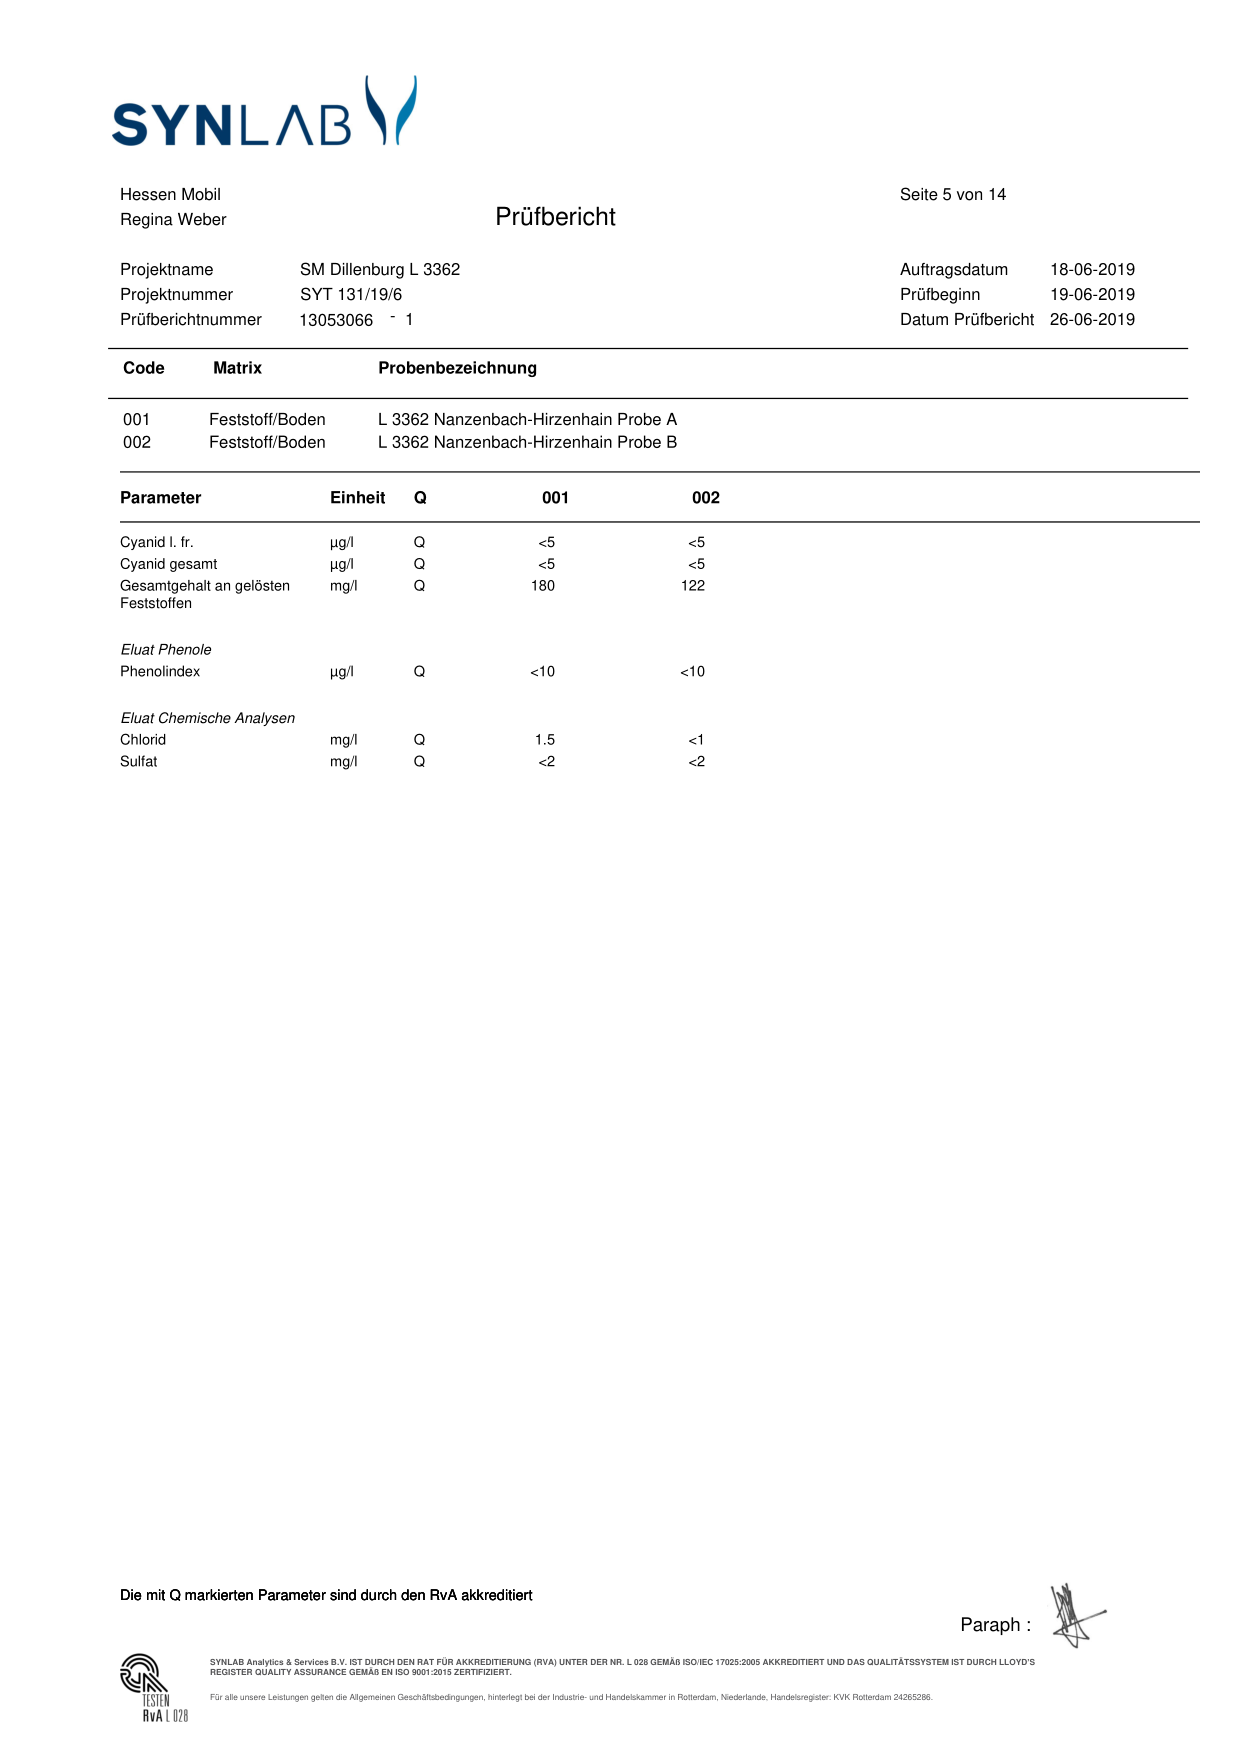 SYNLAB
Hessen Mobil
Regina Weber
Prüfbericht
Seite 5 von 14
Projektname SM Dillenburg L 3362
Projektnummer SYT 131/19/6
Prüfberichtnummer 13053066 - 1
Auftragsdatum 18-06-2019
Prüfbeginn 19-06-2019
Datum Prüfbericht 26-06-2019
Code Matrix Probenbezeichnung
001 Feststoff/Boden L 3362 Nanzenbach-Hirzenhain Probe A
002 Feststoff/Boden L 3362 Nanzenbach-Hirzenhain Probe B
Parameter Einheit Q 001 002
Cyanid l. fr. µg/l Q <5 <5
Cyanid gesamt µg/l Q <5 <5
Gesamtgehalt an gelösten mg/l Q 180 122
Feststoffen
Eluat Phenole
Phenolindex µg/l Q <10 <10
Eluat Chemische Analysen
Chlorid mg/l Q 1.5 <1
Sulfat mg/l Q <2 <2
Die mit Q markierten Parameter sind durch den RvA akkreditiert
Paraph :
SYNLAB Analytics & Services B.V. IST DURCH DEN RAT FÜR AKKREDITIERUNG (RVA) UNTER DER NR. L 028 GEMÄß ISO/IEC 17025:2005 AKKREDITIERT UND DAS QUALITÄTSSYSTEM IST DURCH LLOYD'S
REGISTER QUALITY ASSURANCE GEMÄß EN ISO 9001:2015 ZERTIFIZIERT.
Für alle unsere Leistungen gelten die Allgemeinen Geschäftsbedingungen, hinterlegt bei der Industrie- und Handelskammer in Rotterdam, Niederlande, Handelsregister: KVK Rotterdam 24265286.
TESTEN
RvA L 028